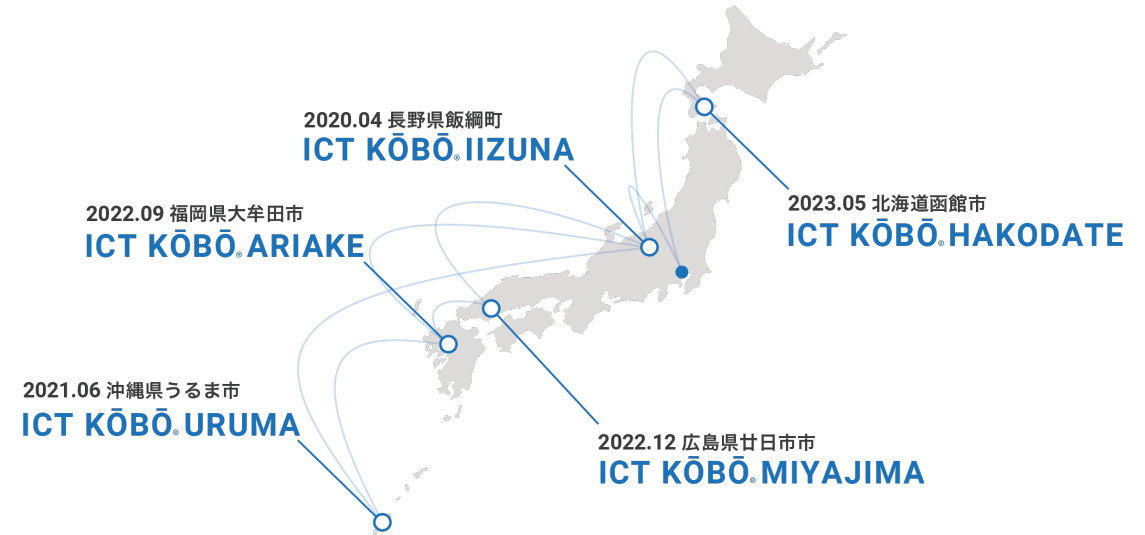 2020.04 長野県飯綱町
ICT KŌBŌ® IIZUNA
2023.05 北海道函館市
ICT KŌBŌ® HAKODATE
2022.09 福岡県大牟田市
ICT KŌBŌ® ARIAKE
2021.06 沖縄県うるま市
ICT KŌBŌ® URUMA
2022.12 広島県廿日市市
ICT KŌBŌ® MIYAJIMA